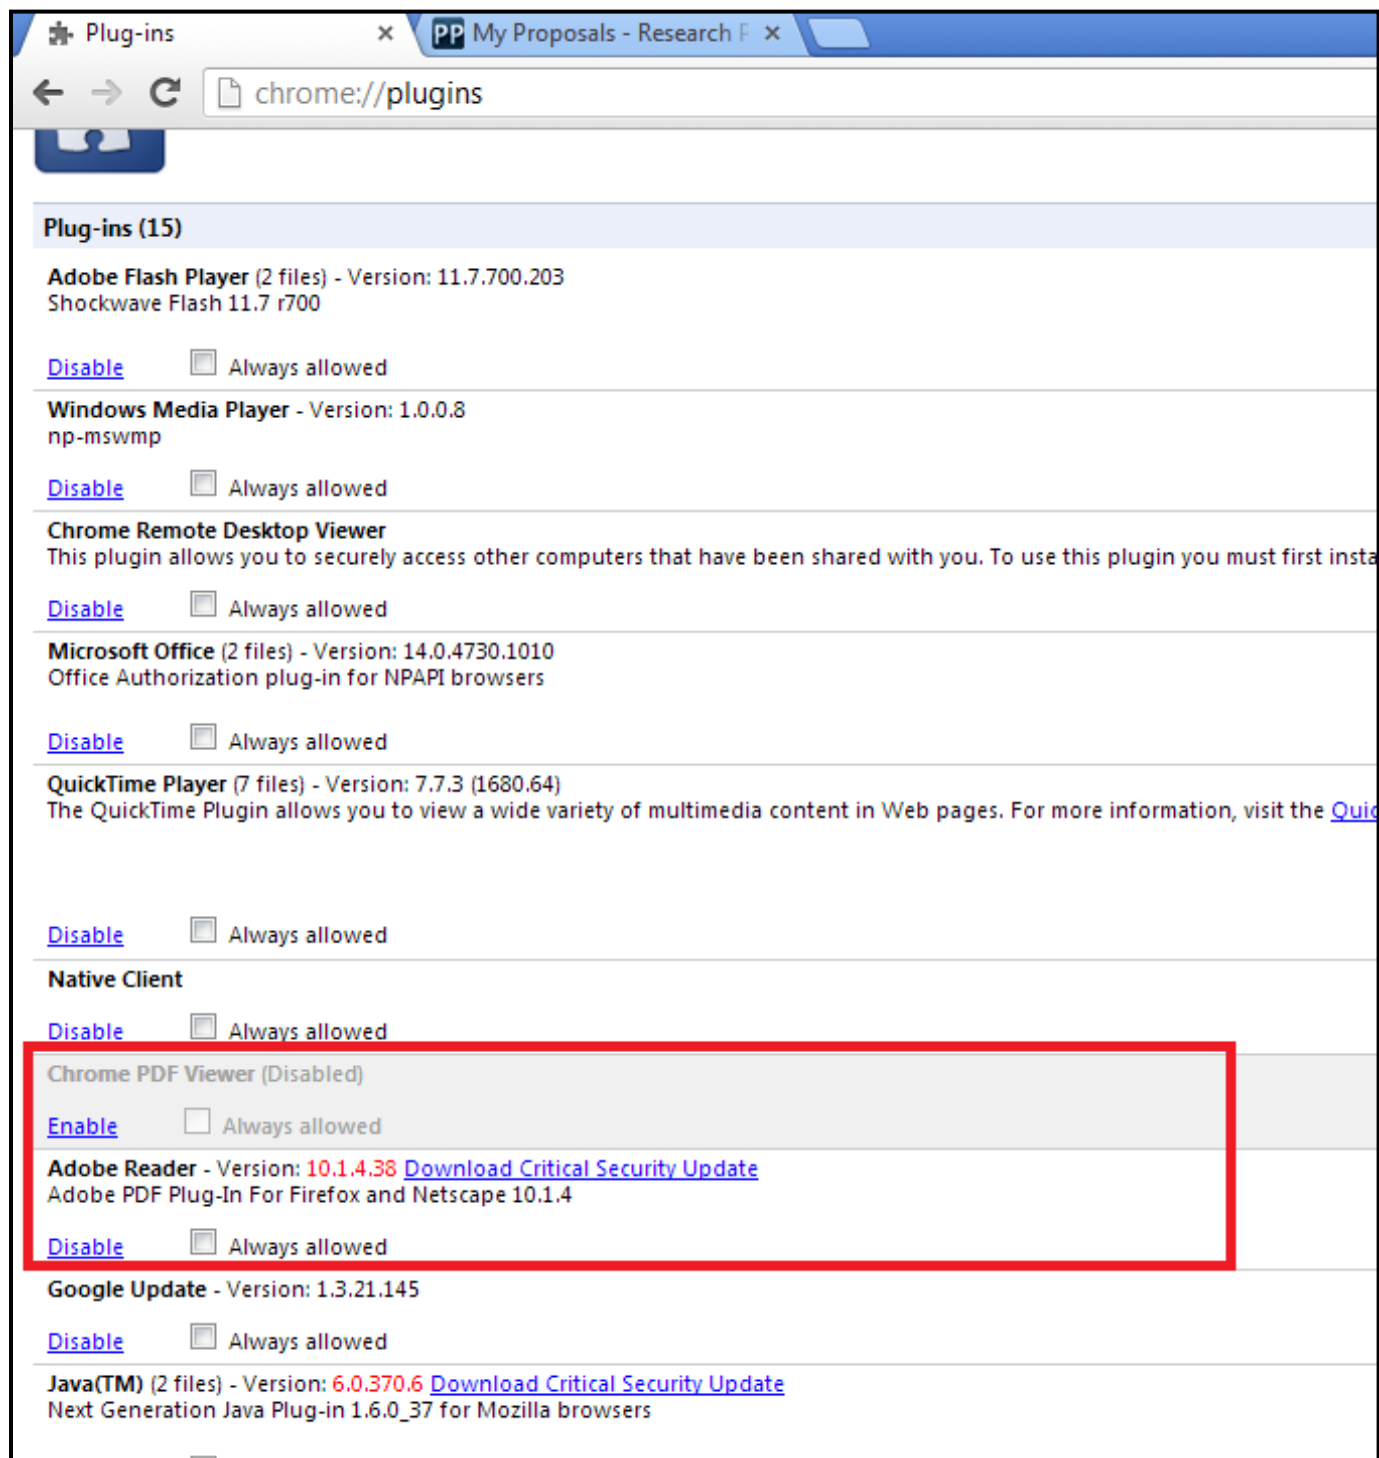 Plug-ins
PP My Proposals - Research P
chrome://plugins
Plug-ins (15)
Adobe Flash Player (2 files) - Version: 11.7.700.203
Shockwave Flash 11.7 r700
Disable Always allowed
Windows Media Player - Version: 1.0.0.8
np-mswmp
Disable Always allowed
Chrome Remote Desktop Viewer
This plugin allows you to securely access other computers that have been shared with you. To use this plugin you must first insta
Disable Always allowed
Microsoft Office (2 files) - Version: 14.0.4730.1010
Office Authorization plug-in for NPAPI browsers
Disable Always allowed
QuickTime Player (7 files) - Version: 7.7.3 (1680.64)
The QuickTime Plugin allows you to view a wide variety of multimedia content in Web pages. For more information, visit the Quic
Disable Always allowed
Native Client
Disable Always allowed
Chrome PDF Viewer (Disabled)
Enable Always allowed
Adobe Reader - Version: 10.1.4.38 Download Critical Security Update
Adobe PDF Plug-In For Firefox and Netscape 10.1.4
Disable Always allowed
Google Update - Version: 1.3.21.145
Disable Always allowed
Java(TM) (2 files) - Version: 6.0.370.6 Download Critical Security Update
Next Generation Java Plug-in 1.6.0_37 for Mozilla browsers